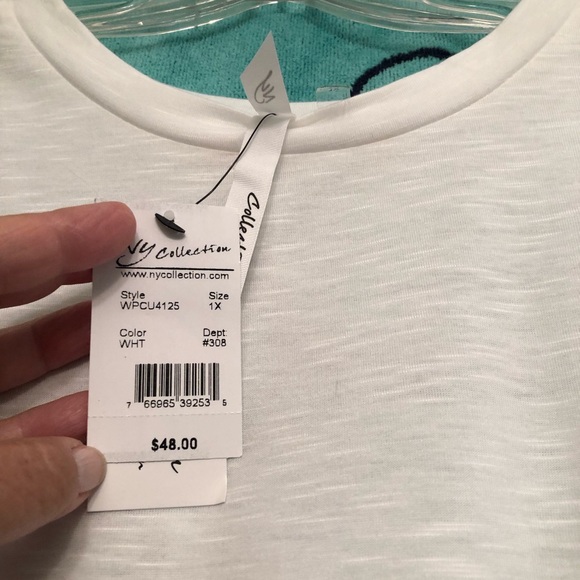 NY Collection
www.nycollection.com
Style Size
WPCU4125 1X
Color Dept:
WHT #308
7 66965 39253 5
$48.00